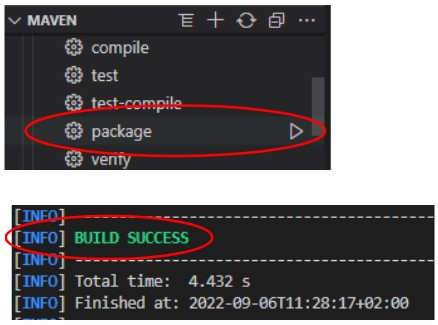 MAVEN
compile
test
test-compile
package
verify
[INFO] ------------------------------------------------
[INFO] BUILD SUCCESS
[INFO] ------------------------------------------------
[INFO] Total time:  4.432 s
[INFO] Finished at: 2022-09-06T11:28:17+02:00
[INFO]